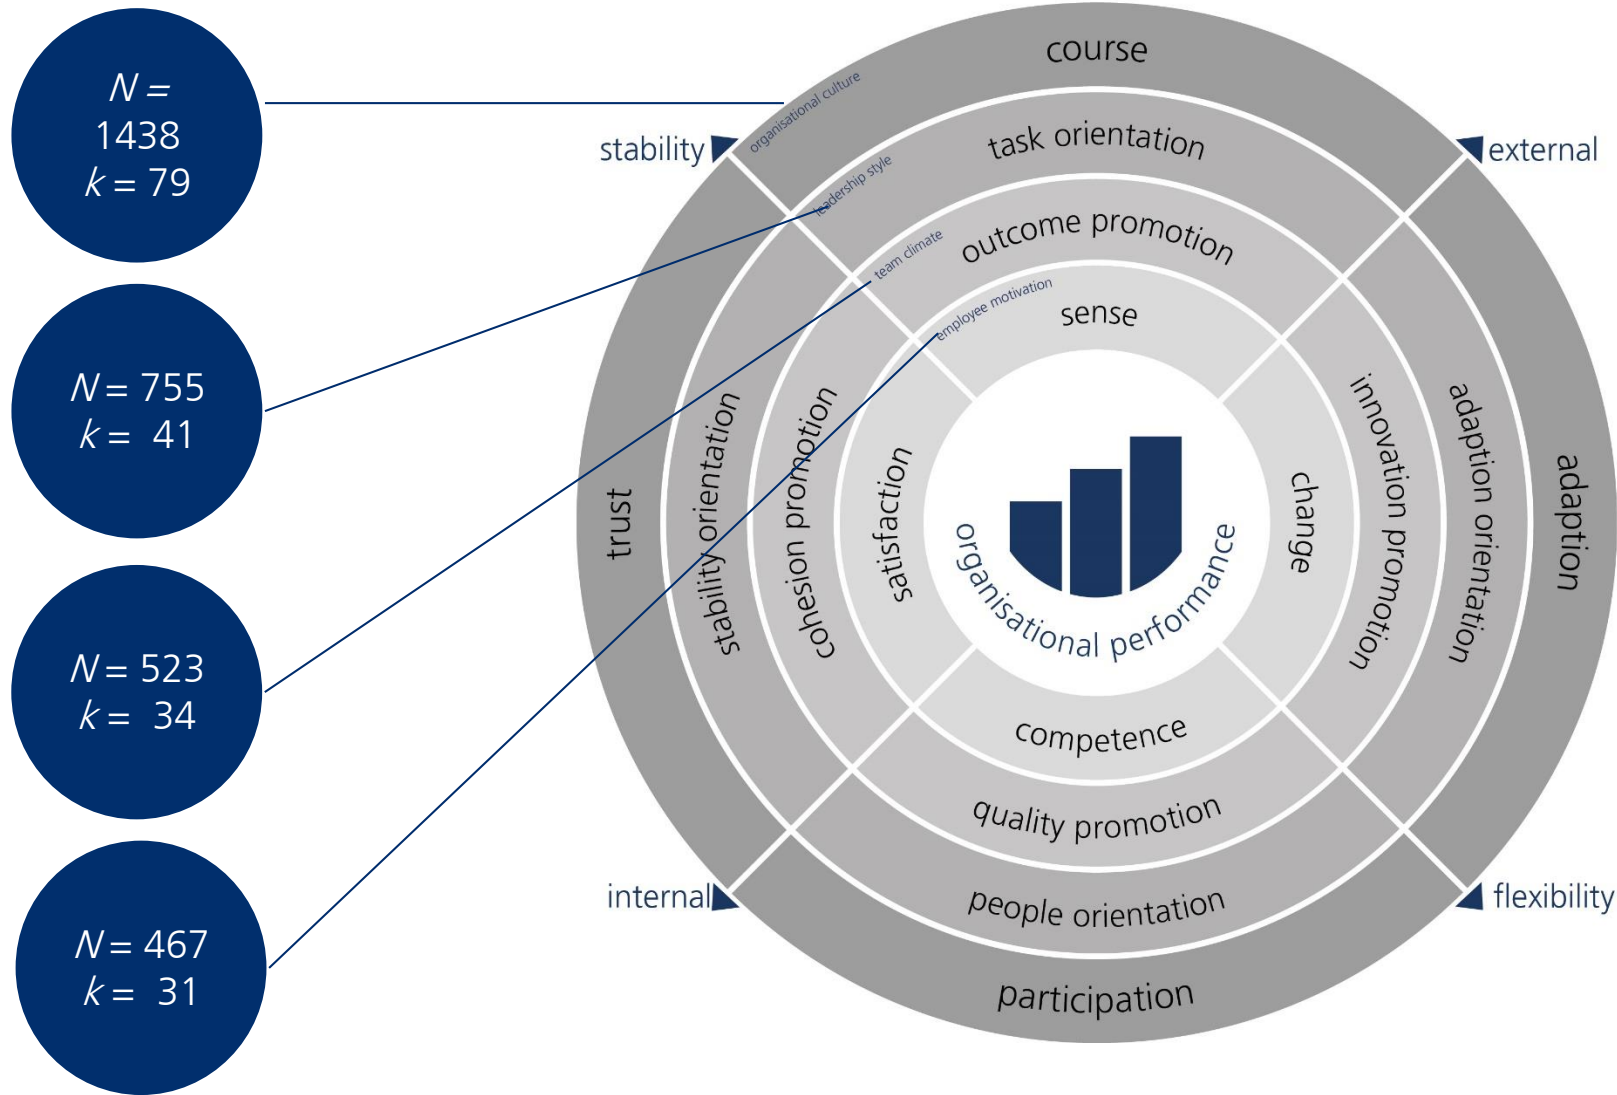 N =
1438
k = 79
N = 755
k = 41
N = 523
k = 34
N = 467
k = 31
stability
external
internal
flexibility
organisational culture
course
trust
adaption
participation
leadership style
task orientation
stability orientation
adaption orientation
people orientation
team climate
outcome promotion
cohesion promotion
innovation promotion
quality promotion
employee motivation
sense
satisfaction
change
competence
organisational performance